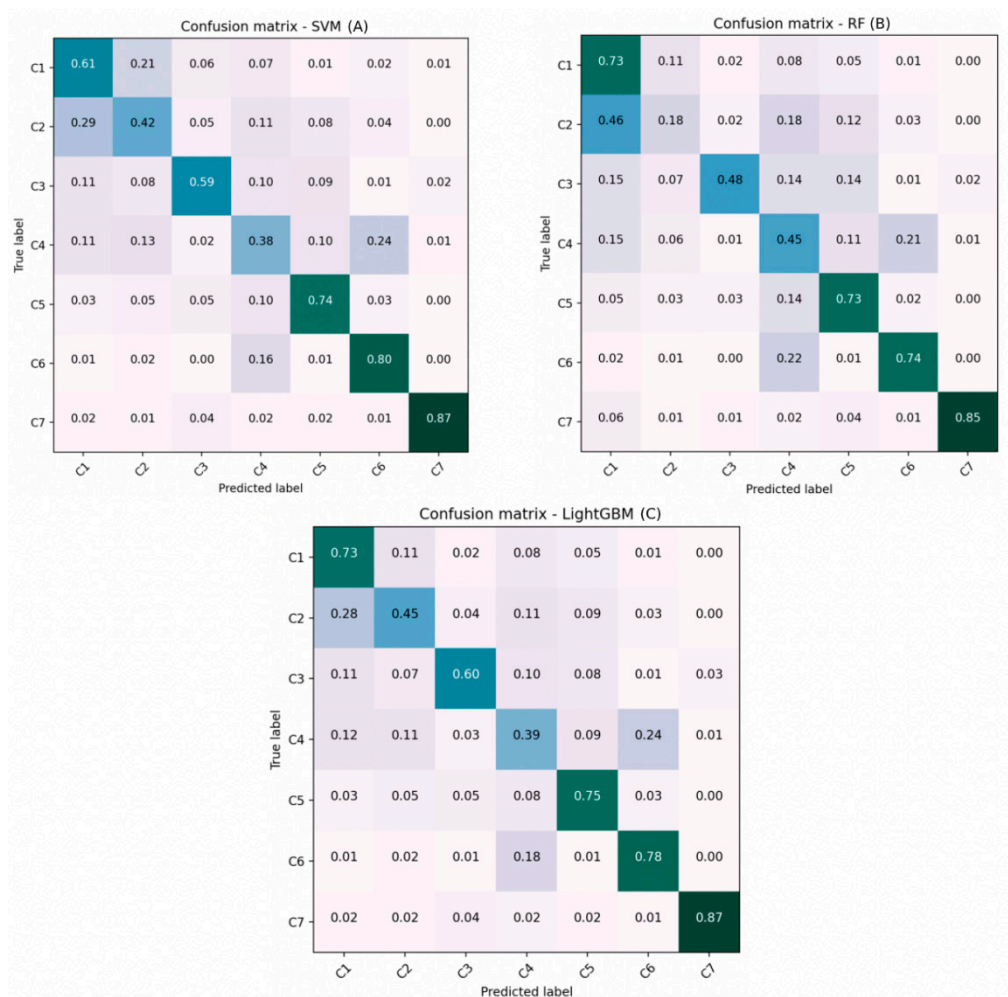 Confusion matrix - SVM (A)
True label
C1 0.61 0.21 0.06 0.07 0.01 0.02 0.01
C2 0.29 0.42 0.05 0.11 0.08 0.04 0.00
C3 0.11 0.08 0.59 0.10 0.09 0.01 0.02
C4 0.11 0.13 0.02 0.38 0.10 0.24 0.01
C5 0.03 0.05 0.05 0.10 0.74 0.03 0.00
C6 0.01 0.02 0.00 0.16 0.01 0.80 0.00
C7 0.02 0.01 0.04 0.02 0.02 0.01 0.87
C1 C2 C3 C4 C5 C6 C7
Predicted label
Confusion matrix - RF (B)
True label
C1 0.73 0.11 0.02 0.08 0.05 0.01 0.00
C2 0.46 0.18 0.02 0.18 0.12 0.03 0.00
C3 0.15 0.07 0.48 0.14 0.14 0.01 0.02
C4 0.15 0.06 0.01 0.45 0.11 0.21 0.01
C5 0.05 0.03 0.03 0.14 0.73 0.02 0.00
C6 0.02 0.01 0.00 0.22 0.01 0.74 0.00
C7 0.06 0.01 0.01 0.02 0.04 0.01 0.85
C1 C2 C3 C4 C5 C6 C7
Predicted label
Confusion matrix - LightGBM (C)
True label
C1 0.73 0.11 0.02 0.08 0.05 0.01 0.00
C2 0.28 0.45 0.04 0.11 0.09 0.03 0.00
C3 0.11 0.07 0.60 0.10 0.08 0.01 0.03
C4 0.12 0.11 0.03 0.39 0.09 0.24 0.01
C5 0.03 0.05 0.05 0.08 0.75 0.03 0.00
C6 0.01 0.02 0.01 0.18 0.01 0.78 0.00
C7 0.02 0.02 0.04 0.02 0.02 0.01 0.87
C1 C2 C3 C4 C5 C6 C7
Predicted label